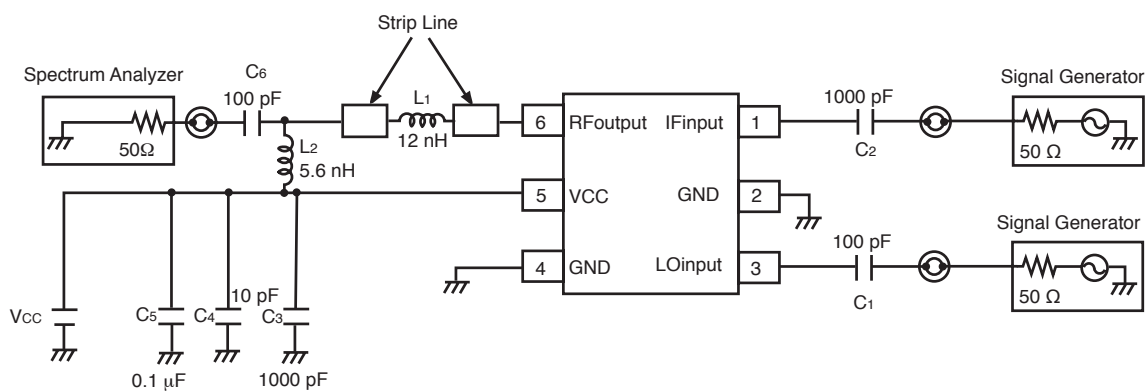 Strip Line
Spectrum Analyzer
C6
100 pF
50Ω
L1
12 nH
L2
5.6 nH
6
RFoutput
IFinput
1
1000 pF
C2
Signal Generator
50 Ω
5
VCC
GND
2
4
GND
LOinput
3
100 pF
C1
Signal Generator
50 Ω
VCC
C5
0.1 μF
C4
10 pF
C3
1000 pF